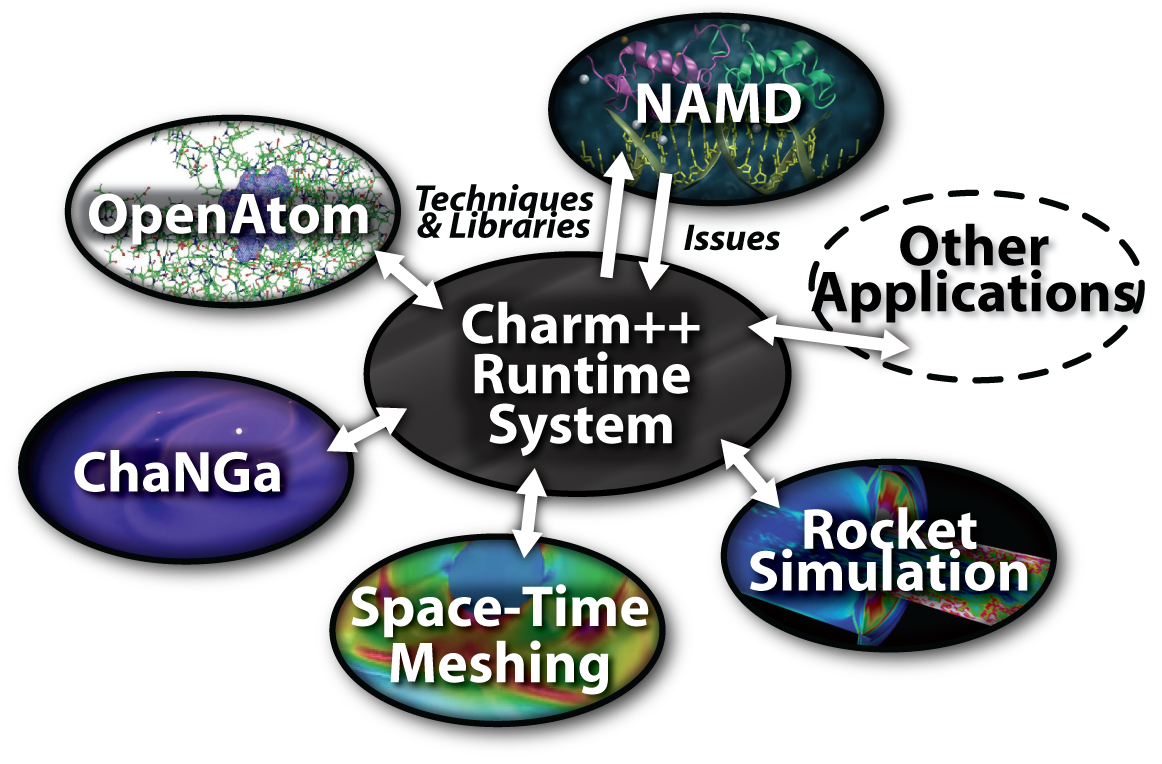 NAMD
OpenAtom
Techniques
& Libraries
Issues
Other
Applications
Charm++
Runtime
System
ChaNGa
Rocket
Simulation
Space-Time
Meshing